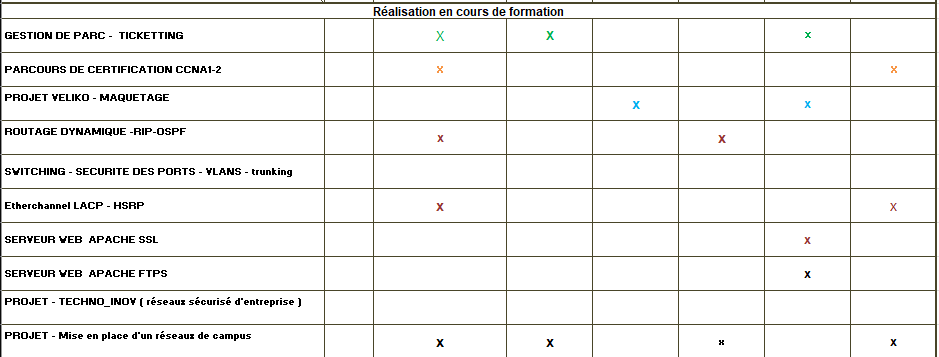 Réalisation en cours de formation
GESTION DE PARC - TICKETTING X X x
PARCOURS DE CERTIFICATION CCNA1-2 x x
PROJET VELIKO - MAQUETAGE x x
ROUTAGE DYNAMIQUE -RIP-OSPF x x
SWITCHING - SECURITE DES PORTS - VLANS - trunking
Etherchannel LACP - HSRP x x
SERVEUR WEB APACHE SSL x
SERVEUR WEB APACHE FTPS x
PROJET - TECHNO_INOV ( réseaux sécurisé d'entreprise )
PROJET - Mise en place d'un réseaux de campus x x x x